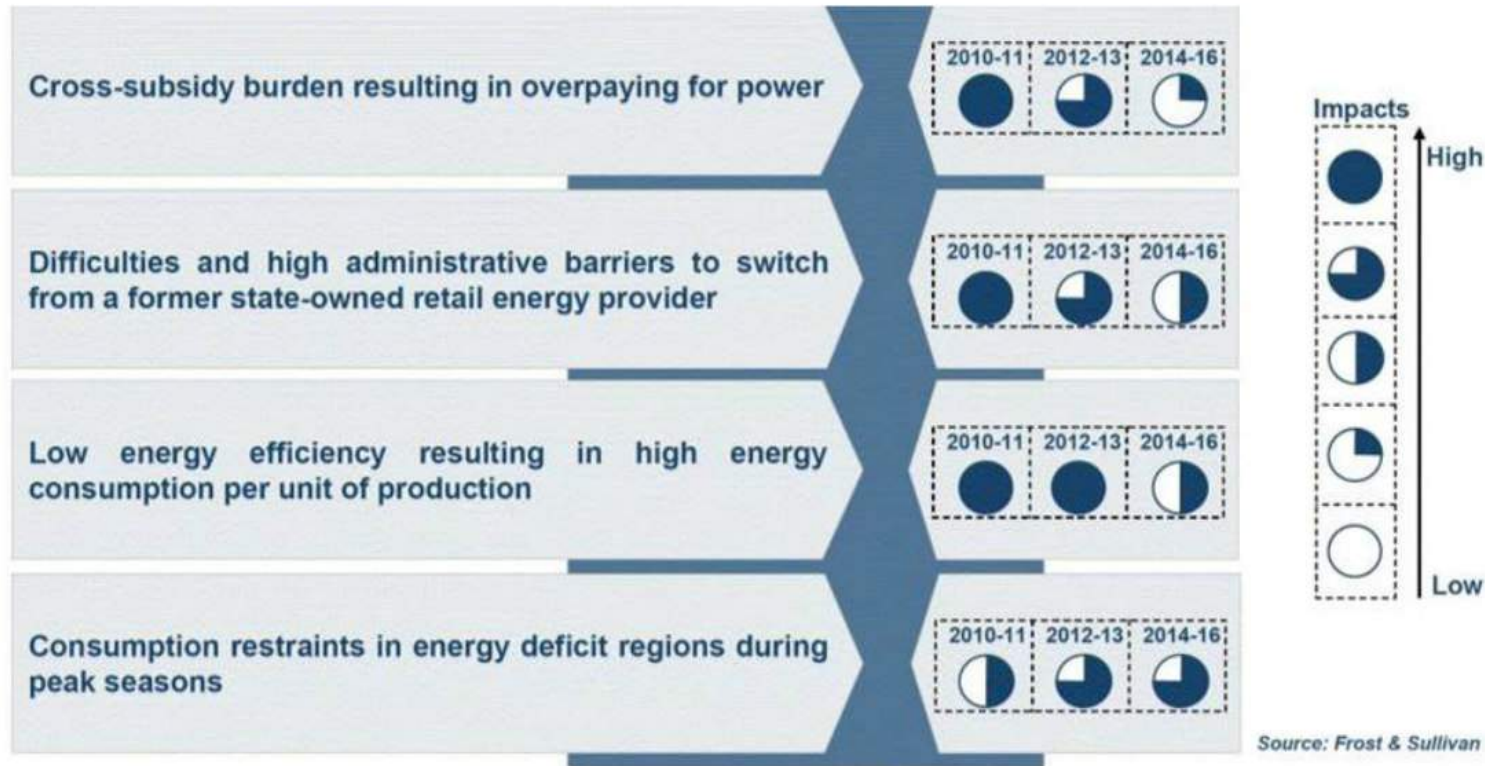 Cross-subsidy burden resulting in overpaying for power
2010-11 2012-13 2014-16
Difficulties and high administrative barriers to switch
from a former state-owned retail energy provider
2010-11 2012-13 2014-16
Low energy efficiency resulting in high energy
consumption per unit of production
2010-11 2012-13 2014-16
Consumption restraints in energy deficit regions during
peak seasons
2010-11 2012-13 2014-16
Impacts
High
Low
Source: Frost & Sullivan